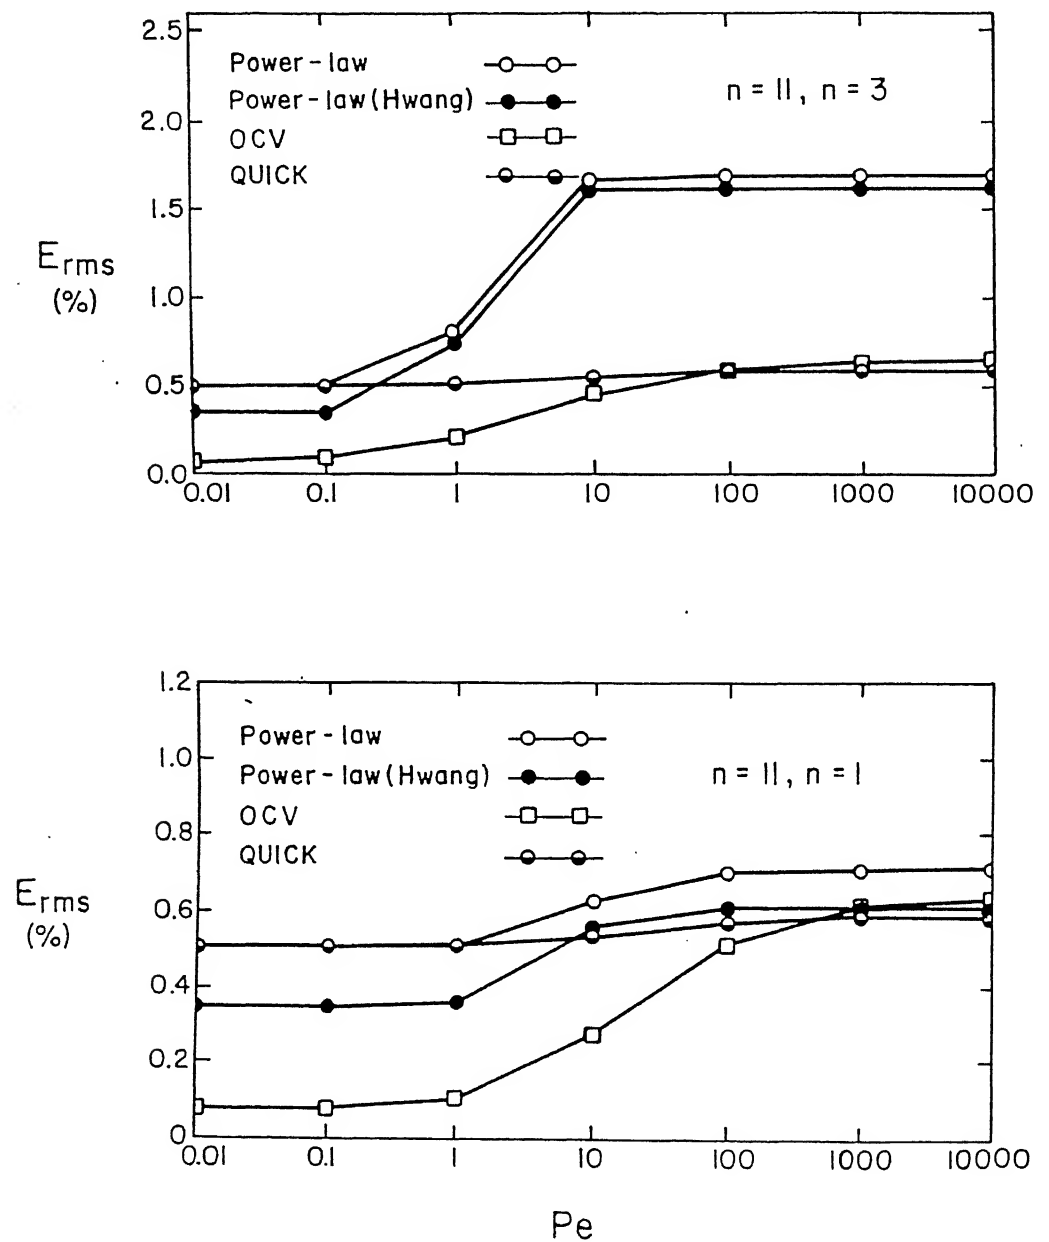 2.5
Power-law
Power-law (Hwang)
OCV
QUICK
n = 11, n = 3
2.0
1.5
Erms
(%)
1.0
0.5
0.0
0.01 0.1 1 10 100 1000 10000
1.2
Power-law
Power-law (Hwang)
OCV
QUICK
n = 11, n = 1
1.0
0.8
Erms
(%)
0.6
0.4
0.2
0
0.01 0.1 1 10 100 1000 10000
Pe